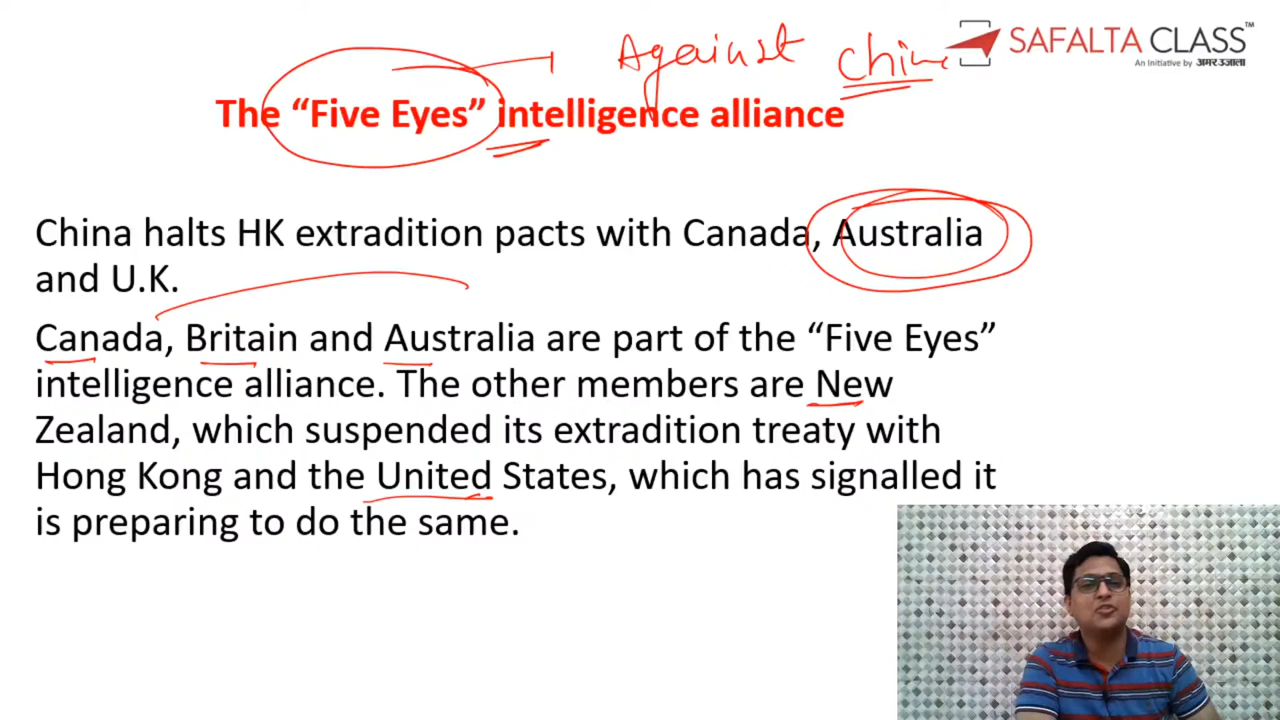 Against China
SAFALTA CLASS™
An Initiative by अमर उजाला
The “Five Eyes” intelligence alliance
China halts HK extradition pacts with Canada, Australia
and U.K.
Canada, Britain and Australia are part of the “Five Eyes”
intelligence alliance. The other members are New
Zealand, which suspended its extradition treaty with
Hong Kong and the United States, which has signalled it
is preparing to do the same.